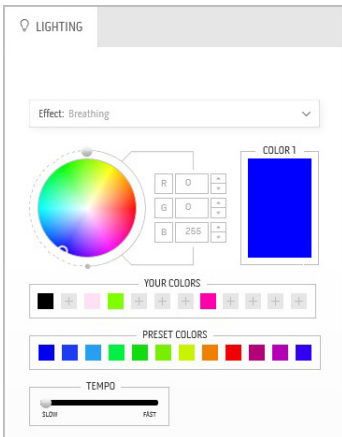 LIGHTING
Effect: Breathing
COLOR 1
R 0
G 0
B 255
YOUR COLORS
PRESET COLORS
TEMPO
SLOW FAST